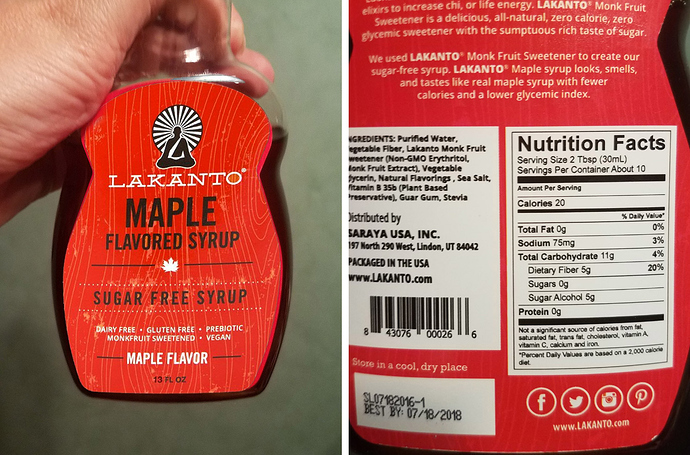 LAKANTO®
MAPLE
FLAVORED SYRUP
SUGAR FREE SYRUP
DAIRY FREE • GLUTEN FREE • PREBIOTIC
MONKFRUIT SWEETENED • VEGAN
MAPLE FLAVOR
13 FL OZ
elixirs to increase chi, or life energy. LAKANTO® Monk Fruit
Sweetener is a delicious, all-natural, zero calorie, zero
glycemic sweetener with the sumptuous rich taste of sugar.
We used LAKANTO® Monk Fruit Sweetener to create our
sugar-free syrup. LAKANTO® Maple syrup looks, smells,
and tastes like real maple syrup with fewer
calories and a lower glycemic index.
NGREDIENTS: Purified Water,
egetable Fiber, Lakanto Monk Fruit
weetener (Non-GMO Erythritol,
onk Fruit Extract), Vegetable
lycerin, Natural Flavorings , Sea Salt,
itamin B 35b (Plant Based
reservative), Guar Gum, Stevia
Distributed by
SARAYA USA, INC.
197 North 290 West, Lindon, UT 84042
PACKAGED IN THE USA
www.LAKANTO.com
8 43076 00026 6
Store in a cool, dry place
SL07182016-1
BEST BY: 07/18/2018
Nutrition Facts
Serving Size 2 Tbsp (30mL)
Servings Per Container About 10
Amount Per Serving
Calories 20
% Daily Value*
Total Fat 0g 0%
Sodium 75mg 3%
Total Carbohydrate 11g 4%
Dietary Fiber 5g 20%
Sugars 0g
Sugar Alcohol 5g
Protein 0g
Not a significant source of calories from fat,
saturated fat, trans fat, cholesterol, vitamin A,
vitamin C, calcium and iron.
*Percent Daily Values are based on a 2,000 calorie
diet.
www.LAKANTO.com